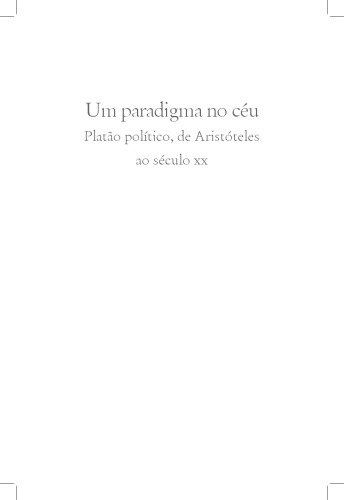 Um paradigma no céu
Platão político, de Aristóteles
ao século xx